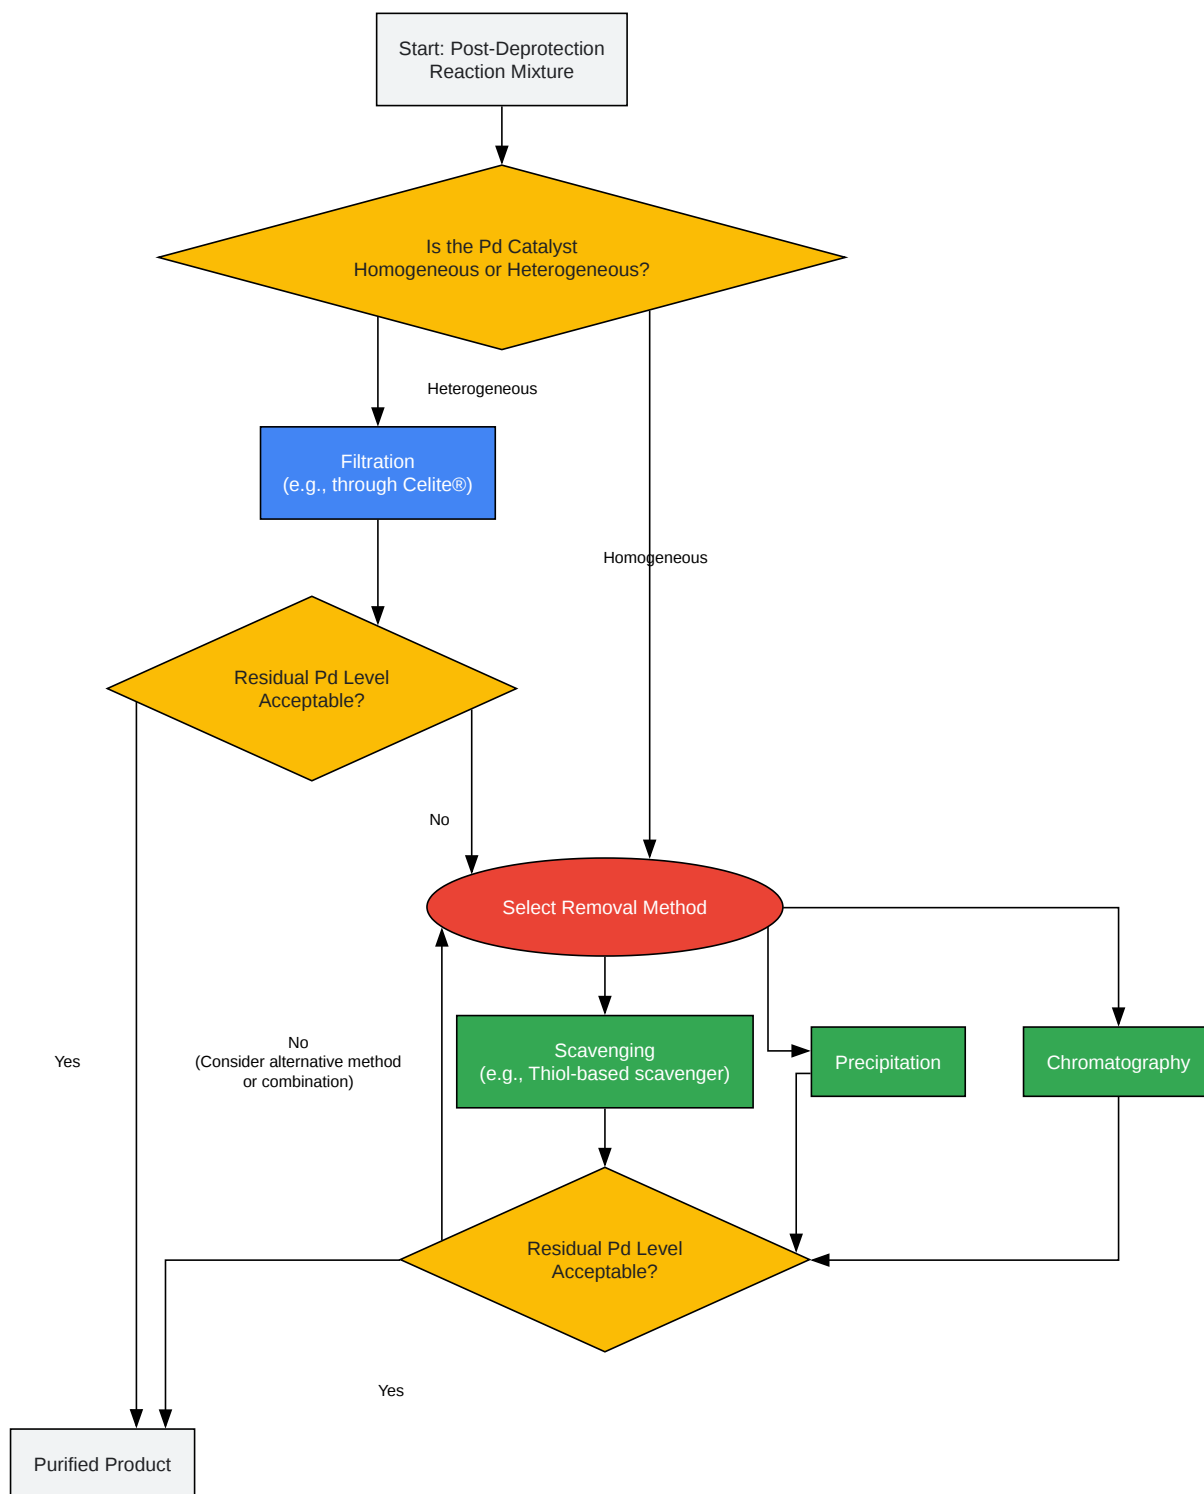 Start: Post-Deprotection
Reaction Mixture
Is the Pd Catalyst
Homogeneous or Heterogeneous?
Heterogeneous
Filtration
(e.g., through Celite®)
Homogeneous
Residual Pd Level
Acceptable?
No
Select Removal Method
Yes
No
(Consider alternative method
or combination)
Scavenging
(e.g., Thiol-based scavenger)
Precipitation
Chromatography
Residual Pd Level
Acceptable?
Yes
Purified Product